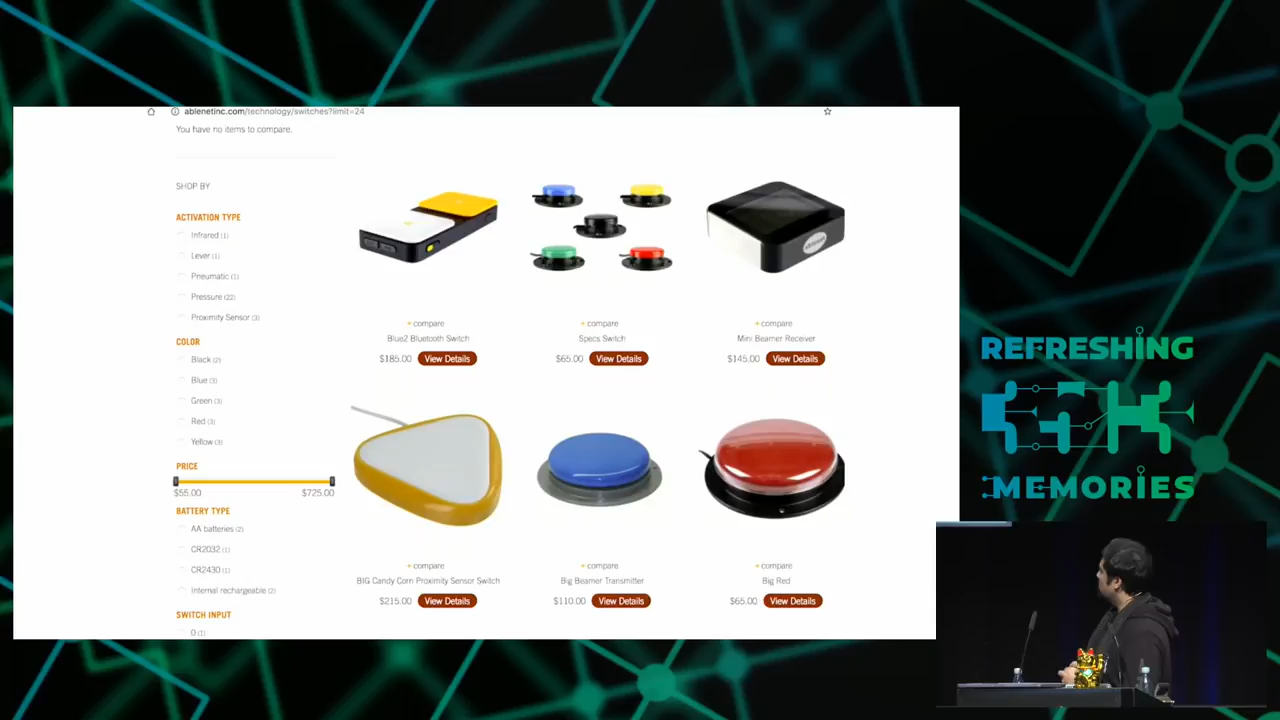 ablenetinc.com/technology/switches?limit=24
You have no items to compare.
SHOP BY
ACTIVATION TYPE
Infrared (1)
Lever (1)
Pneumatic (1)
Pressure (22)
Proximity Sensor (3)
COLOR
Black (2)
Blue (3)
Green (3)
Red (3)
Yellow (3)
PRICE
$55.00 $725.00
BATTERY TYPE
AA batteries (2)
CR2032 (1)
CR2430 (1)
Internal rechargeable (2)
SWITCH INPUT
0 (1)
+ compare
Blue2 Bluetooth Switch
$185.00 View Details
+ compare
Specs Switch
$65.00 View Details
+ compare
Mini Beamer Receiver
$145.00 View Details
+ compare
BIG Candy Corn Proximity Sensor Switch
$215.00 View Details
+ compare
Big Beamer Transmitter
$110.00 View Details
+ compare
Big Red
$65.00 View Details
REFRESHING
MEMORIES